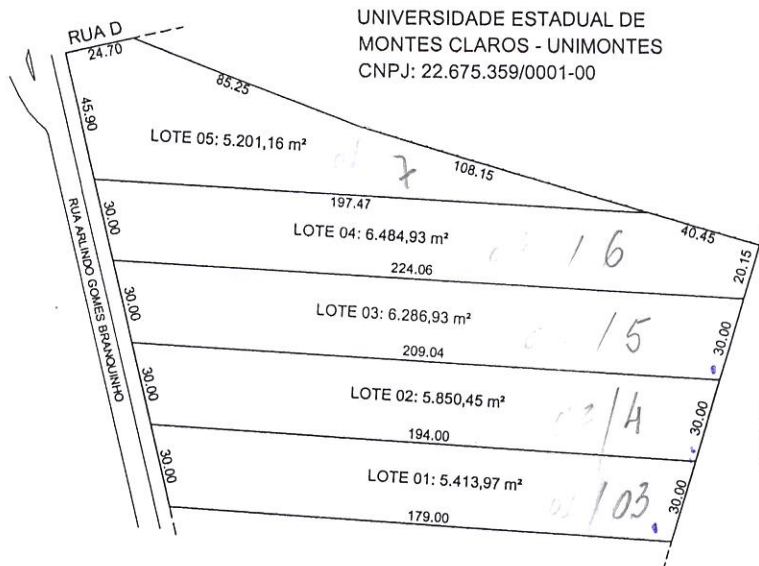 UNIVERSIDADE ESTADUAL DE
MONTES CLAROS - UNIMONTES
CNPJ: 22.675.359/0001-00
RUA D
24.70
85.25
45.90
LOTE 05: 5.201,16 m²
7
108.15
197.47
40.45
30.00
LOTE 04: 6.484,93 m²
/ 6
20.15
224.06
RUA ARLINDO GOMES BRANQUINHO
30.00
LOTE 03: 6.286,93 m²
/ 5
30.00
209.04
30.00
LOTE 02: 5.850,45 m²
/ 4
30.00
194.00
30.00
LOTE 01: 5.413,97 m²
/ 03
30.00
179.00